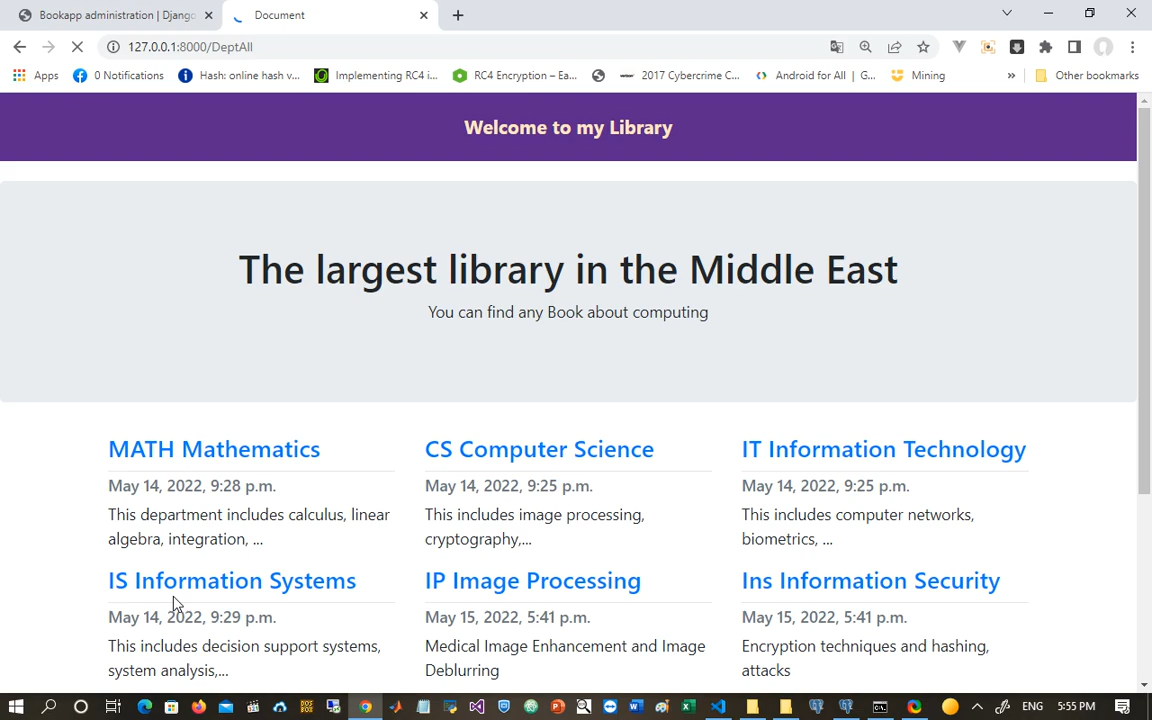 Bookapp administration | Djang
Document
127.0.0.1:8000/DeptAll
Apps
0 Notifications
Hash: online hash v...
Implementing RC4 i...
RC4 Encryption – Ea...
2017 Cybercrime C...
Android for All | G...
Mining
»
Other bookmarks
Welcome to my Library
The largest library in the Middle East
You can find any Book about computing
MATH Mathematics
May 14, 2022, 9:28 p.m.
This department includes calculus, linear
algebra, integration, ...
CS Computer Science
May 14, 2022, 9:25 p.m.
This includes image processing,
cryptography,...
IT Information Technology
May 14, 2022, 9:25 p.m.
This includes computer networks,
biometrics, ...
IS Information Systems
May 14, 2022, 9:29 p.m.
This includes decision support systems,
system analysis,...
IP Image Processing
May 15, 2022, 5:41 p.m.
Medical Image Enhancement and Image
Deblurring
Ins Information Security
May 15, 2022, 5:41 p.m.
Encryption techniques and hashing,
attacks
ENG
5:55 PM